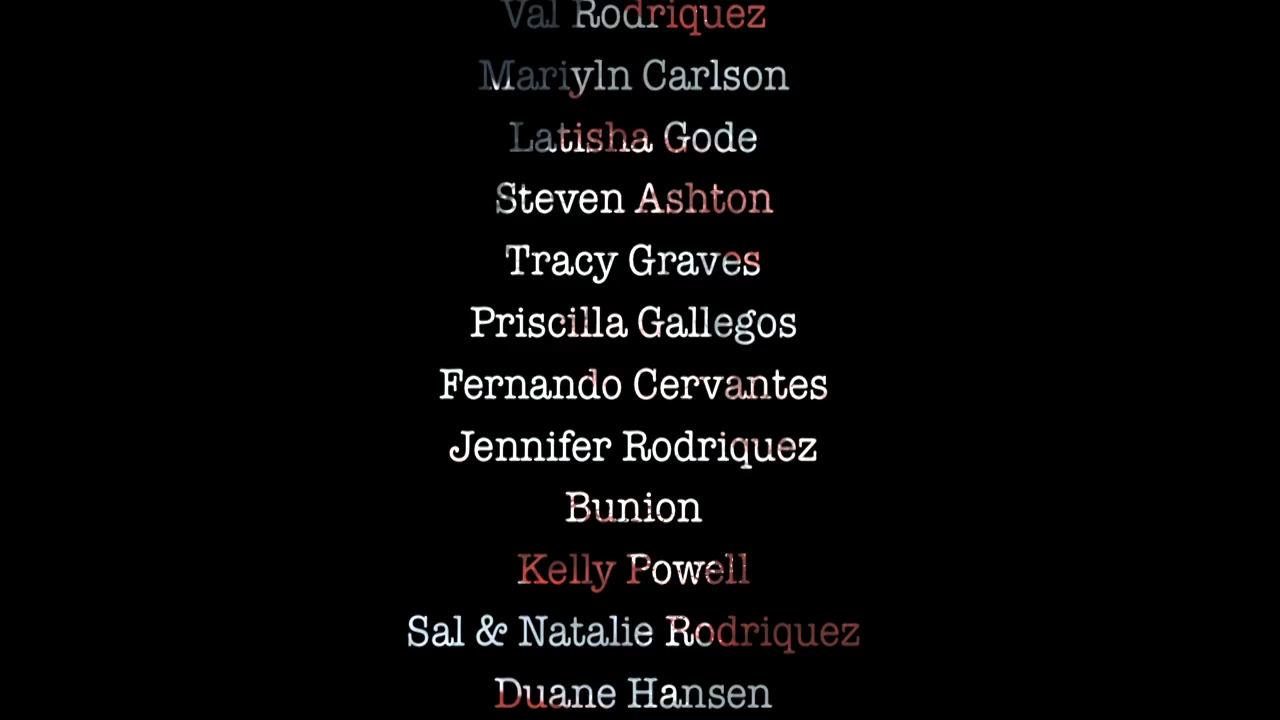 Val Rodriquez
Mariyln Carlson
Latisha Gode
Steven Ashton
Tracy Graves
Priscilla Gallegos
Fernando Cervantes
Jennifer Rodriquez
Bunion
Kelly Powell
Sal & Natalie Rodriquez
Duane Hansen